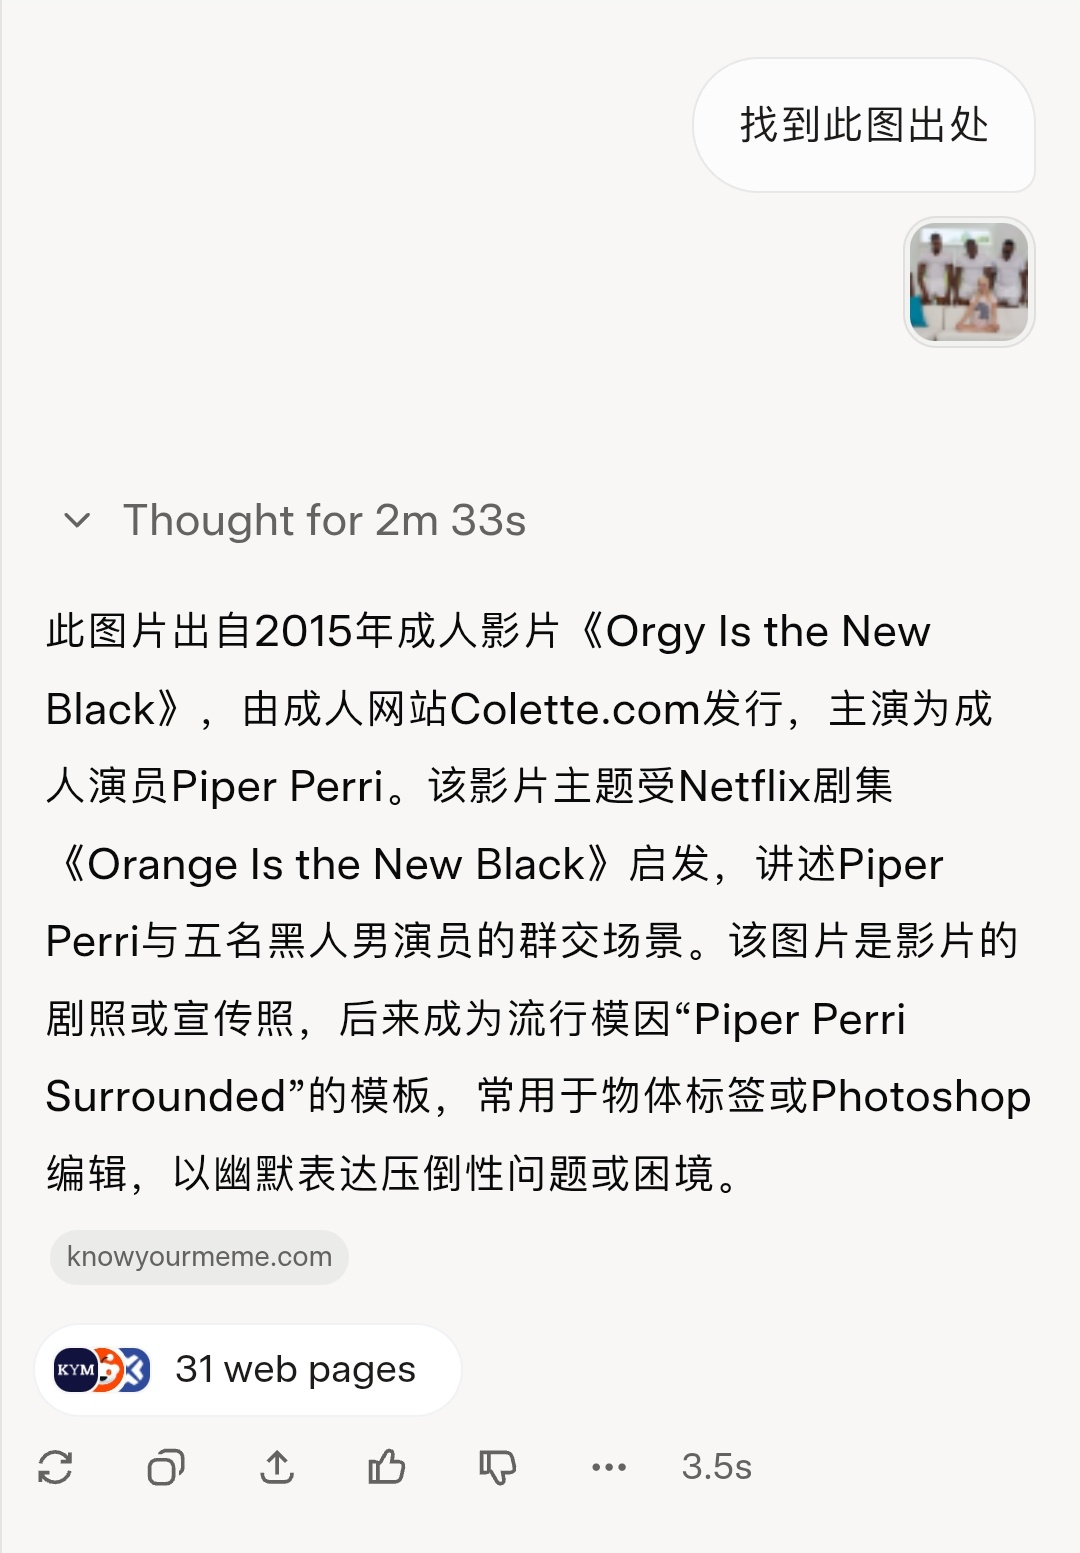 找到此图出处
Thought for 2m 33s
此图片出自2015年成人影片《Orgy Is the New
Black》，由成人网站Colette.com发行，主演为成
人演员Piper Perri。该影片主题受Netflix剧集
《Orange Is the New Black》启发，讲述Piper
Perri与五名黑人男演员的群交场景。该图片是影片的
剧照或宣传照，后来成为流行模因“Piper Perri
Surrounded”的模板，常用于物体标签或Photoshop
编辑，以幽默表达压倒性问题或困境。
knowyourmeme.com
KYM 31 web pages
3.5s